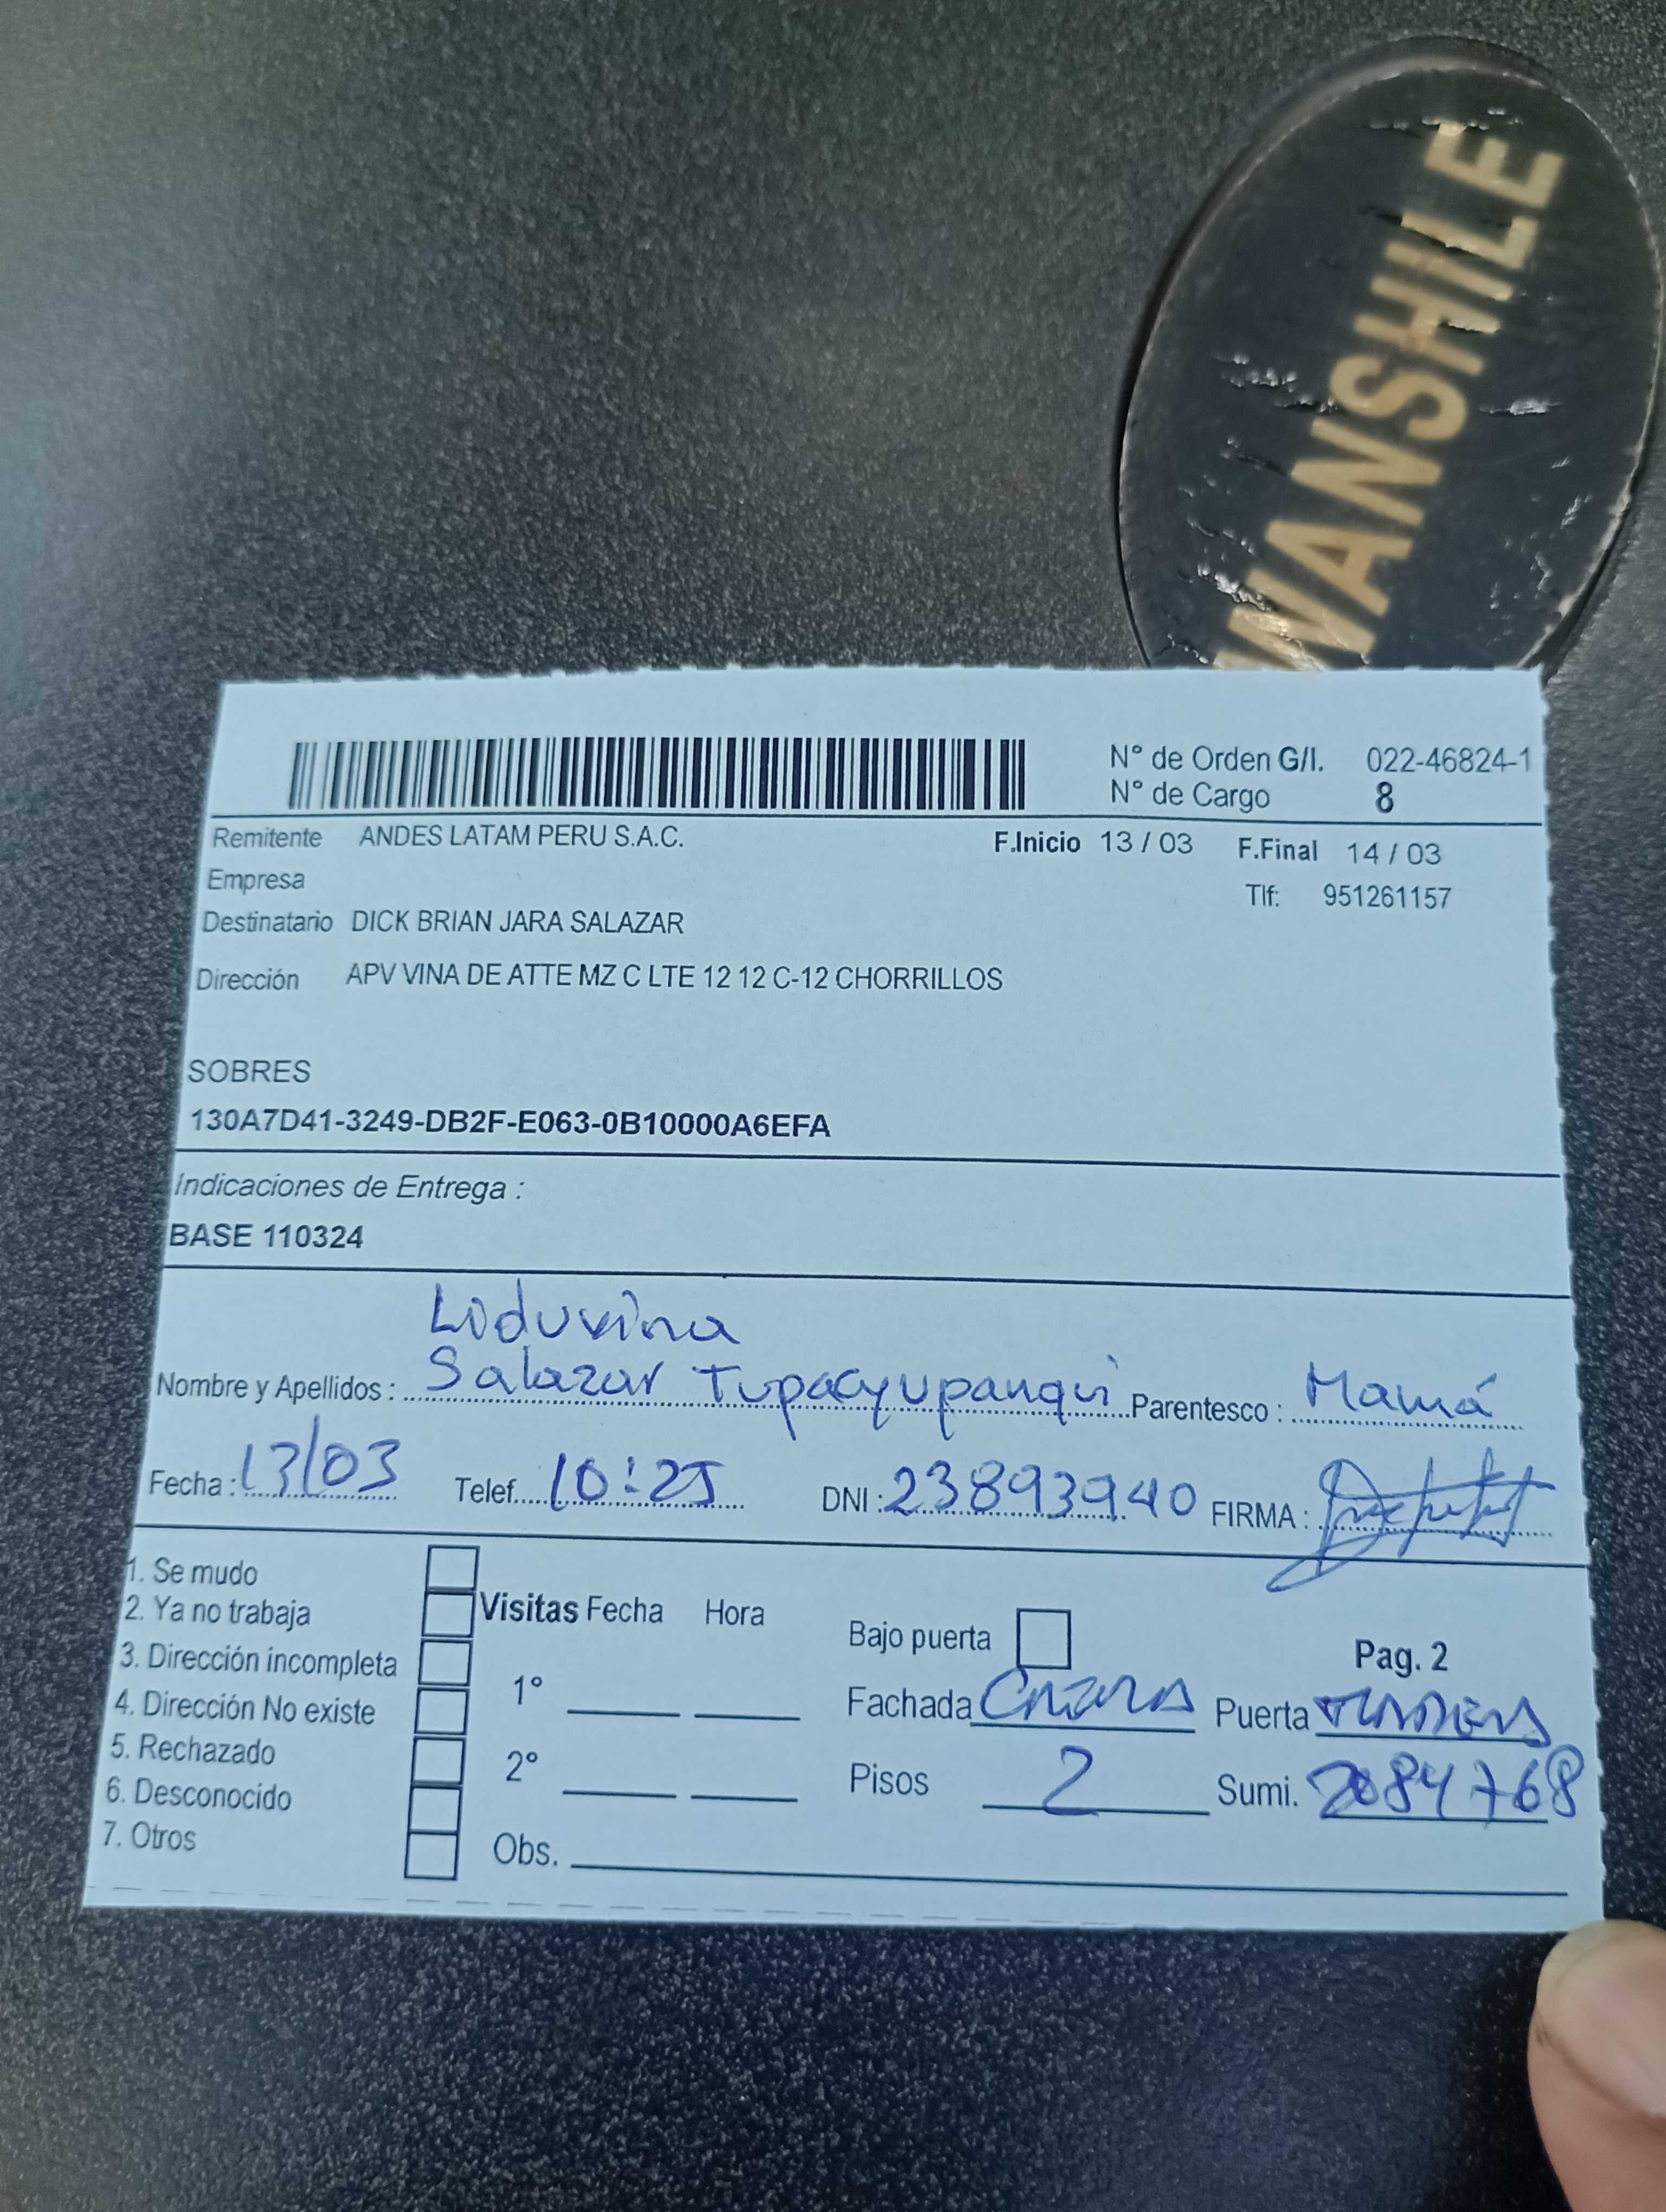 WANSHILE
N° de Orden G/I. 022-46824-1
N° de Cargo 8
Remitente ANDES LATAM PERU S.A.C. F.Inicio 13 / 03 F.Final 14 / 03
Empresa Tlf: 951261157
Destinatario DICK BRIAN JARA SALAZAR
Dirección APV VINA DE ATTE MZ C LTE 12 12 C-12 CHORRILLOS
SOBRES
130A7D41-3249-DB2F-E063-0B10000A6EFA
Indicaciones de Entrega :
BASE 110324
Liduvina
Nombre y Apellidos : Salazar Tupacyupanqui Parentesco : Mamá
Fecha : 13/03 Telef. 10:25 DNI : 23893940 FIRMA :
1. Se mudo
2. Ya no trabaja Visitas Fecha Hora
3. Dirección incompleta Bajo puerta Pag. 2
4. Dirección No existe 1° Fachada Puerta
5. Rechazado
6. Desconocido 2° Pisos 2 Sumi. 2084768
7. Otros Obs.